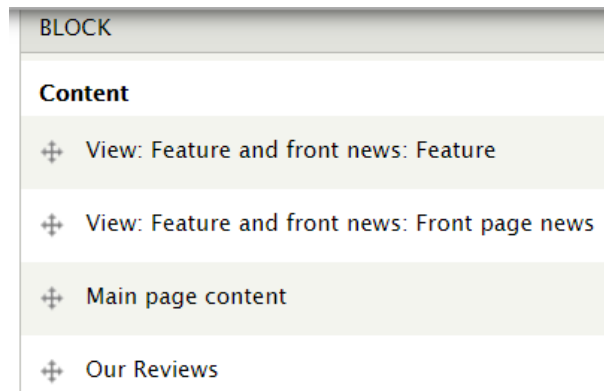 BLOCK
Content
View: Feature and front news: Feature
View: Feature and front news: Front page news
Main page content
Our Reviews